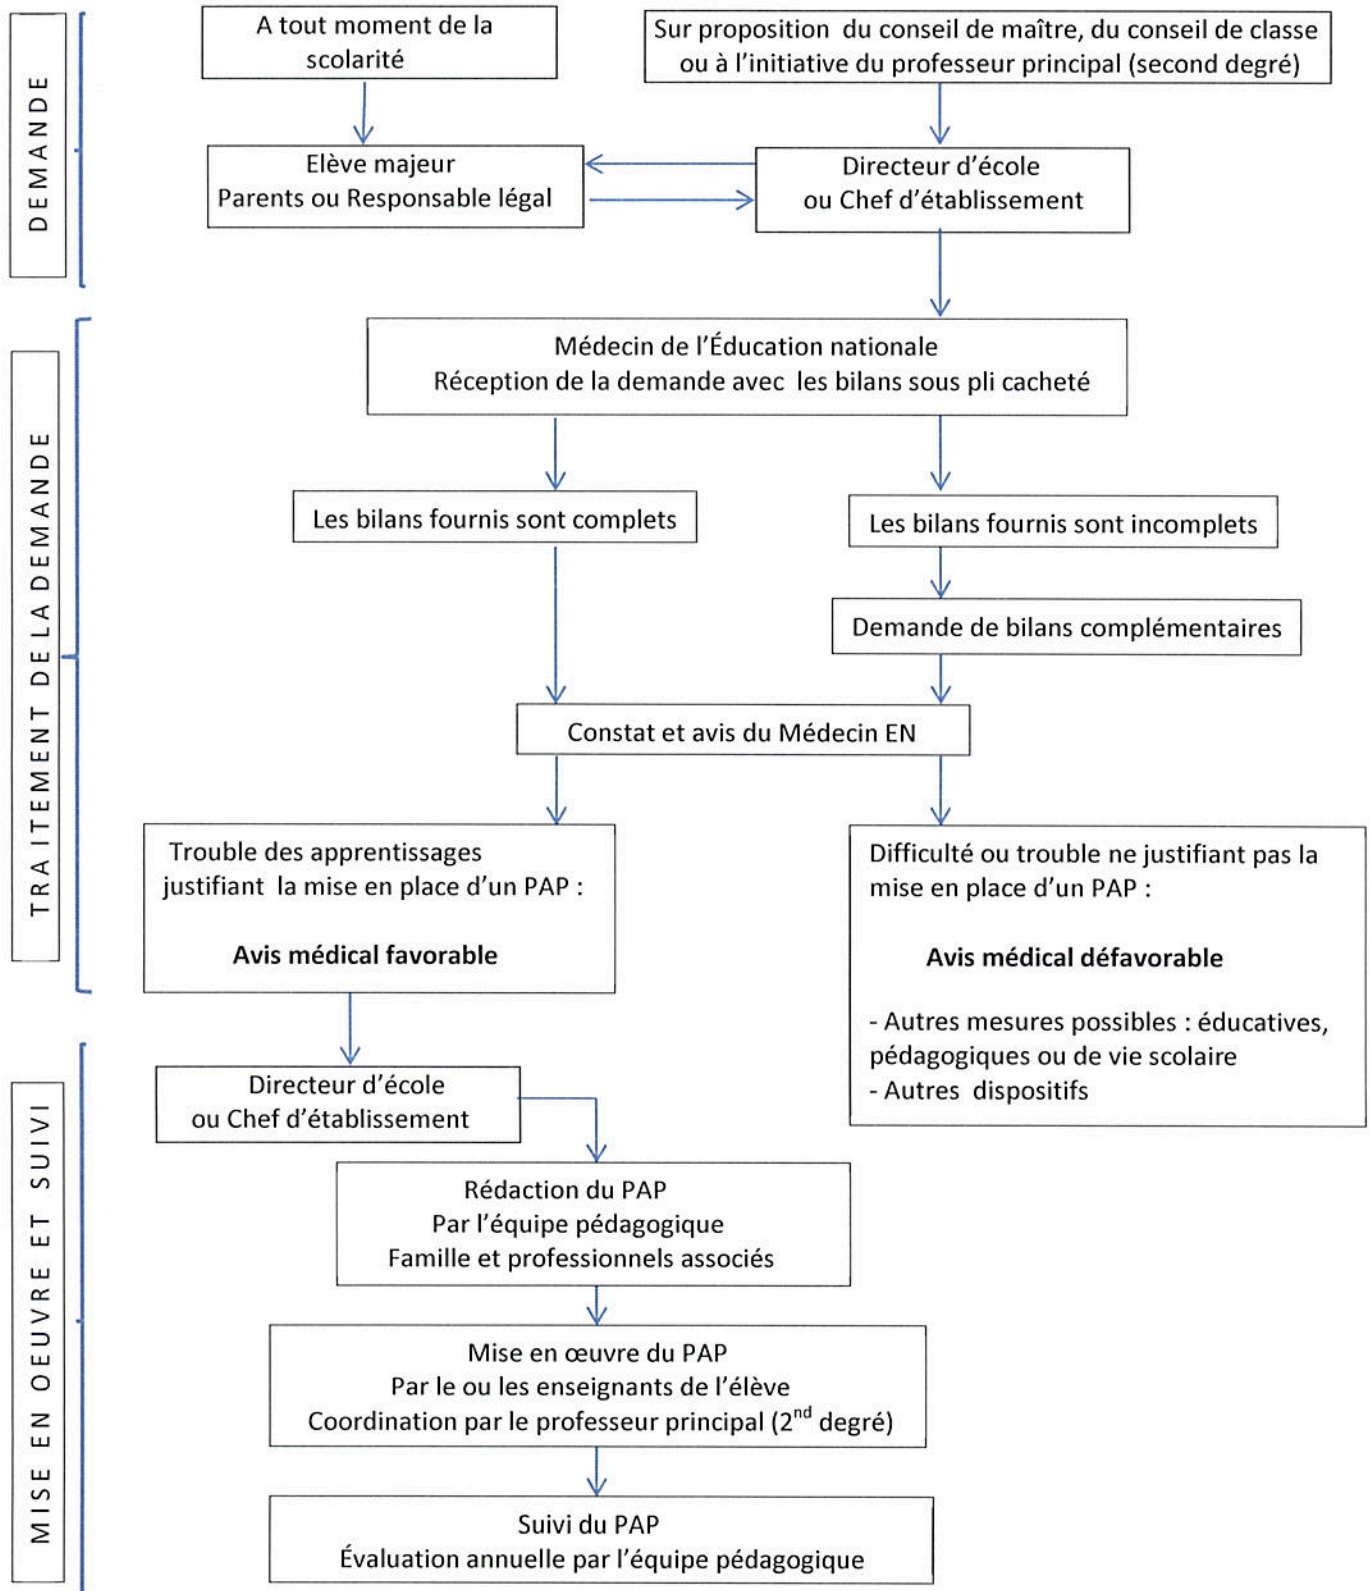 DEMANDE
A tout moment de la
scolarité
Sur proposition du conseil de maître, du conseil de classe
ou à l'initiative du professeur principal (second degré)
Elève majeur
Parents ou Responsable légal
Directeur d'école
ou Chef d'établissement
TRAITEMENT DE LA DEMANDE
Médecin de l'Éducation nationale
Réception de la demande avec les bilans sous pli cacheté
Les bilans fournis sont complets
Les bilans fournis sont incomplets
Demande de bilans complémentaires
Constat et avis du Médecin EN
Trouble des apprentissages
justifiant la mise en place d'un PAP :
Avis médical favorable
Difficulté ou trouble ne justifiant pas la
mise en place d'un PAP :
Avis médical défavorable
- Autres mesures possibles : éducatives,
pédagogiques ou de vie scolaire
- Autres dispositifs
MISE EN OEUVRE ET SUIVI
Directeur d'école
ou Chef d'établissement
Rédaction du PAP
Par l'équipe pédagogique
Famille et professionnels associés
Mise en œuvre du PAP
Par le ou les enseignants de l'élève
Coordination par le professeur principal (2nd degré)
Suivi du PAP
Évaluation annuelle par l'équipe pédagogique